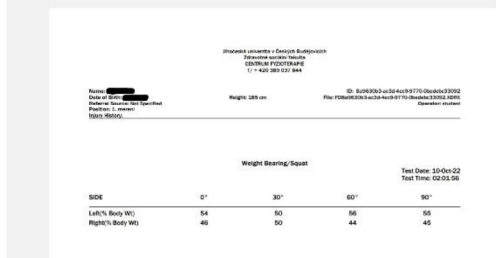 Jihočeská univerzita v Českých Budějovicích
Zdravotně sociální fakulta
CENTRUM FYZIOTERAPIE
T/ + 420 389 037 844
Name:
Date of Birth:
Referral Source: Not Specified
Position: 1. mereni
Injury History:
Height: 185 cm
ID:
File:
Operator: student
Weight Bearing/Squat
Test Date: 10-Oct-22
Test Time: 02:01:56
SIDE 0° 30° 60° 90°
Left(% Body Wt) 54 50 56 55
Right(% Body Wt) 46 50 44 45